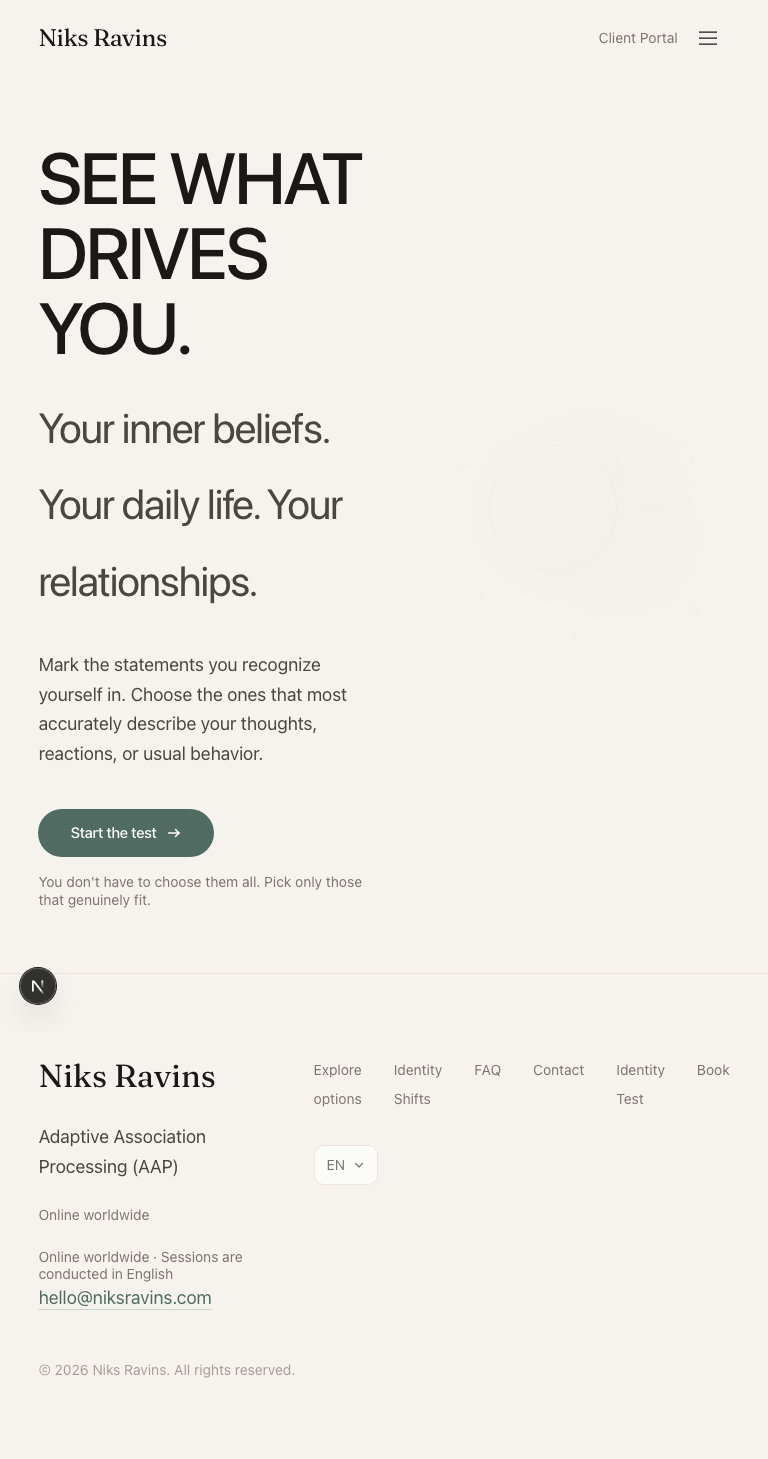 Niks Ravins
Client Portal
SEE WHAT
DRIVES
YOU.
Your inner beliefs.
Your daily life. Your
relationships.
Mark the statements you recognize
yourself in. Choose the ones that most
accurately describe your thoughts,
reactions, or usual behavior.
Start the test →
You don't have to choose them all. Pick only those
that genuinely fit.
N
Niks Ravins
Adaptive Association
Processing (AAP)
Online worldwide
Online worldwide · Sessions are
conducted in English
hello@niksravins.com
Explore
options
Identity
Shifts
FAQ
Contact
Identity
Test
Book
EN
© 2026 Niks Ravins. All rights reserved.